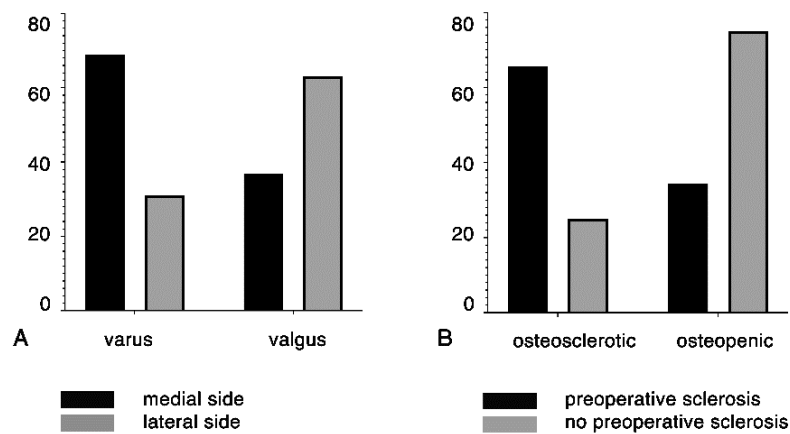 80
60
40
20
0
A
varus
valgus
medial side
lateral side
80
60
40
20
0
B
osteosclerotic
osteopenic
preoperative sclerosis
no preoperative sclerosis